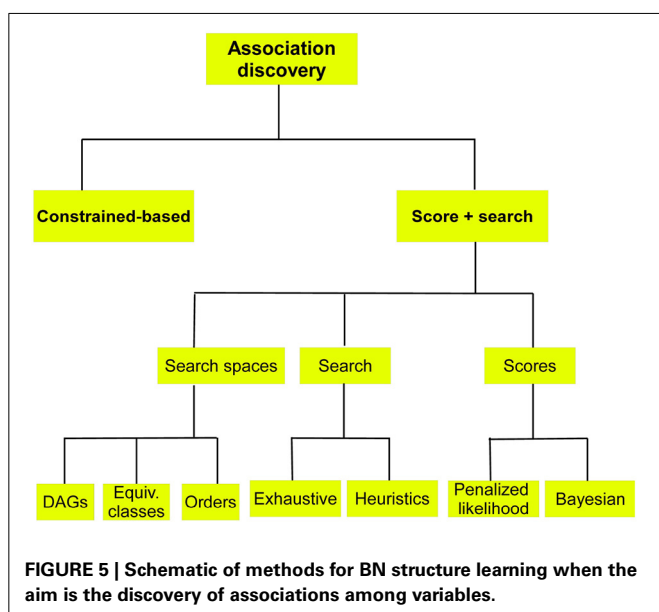 Association
discovery
Constrained-based
Score + search
Search spaces
Search
Scores
DAGs
Equiv.
classes
Orders
Exhaustive
Heuristics
Penalized
likelihood
Bayesian
FIGURE 5 | Schematic of methods for BN structure learning when the
aim is the discovery of associations among variables.